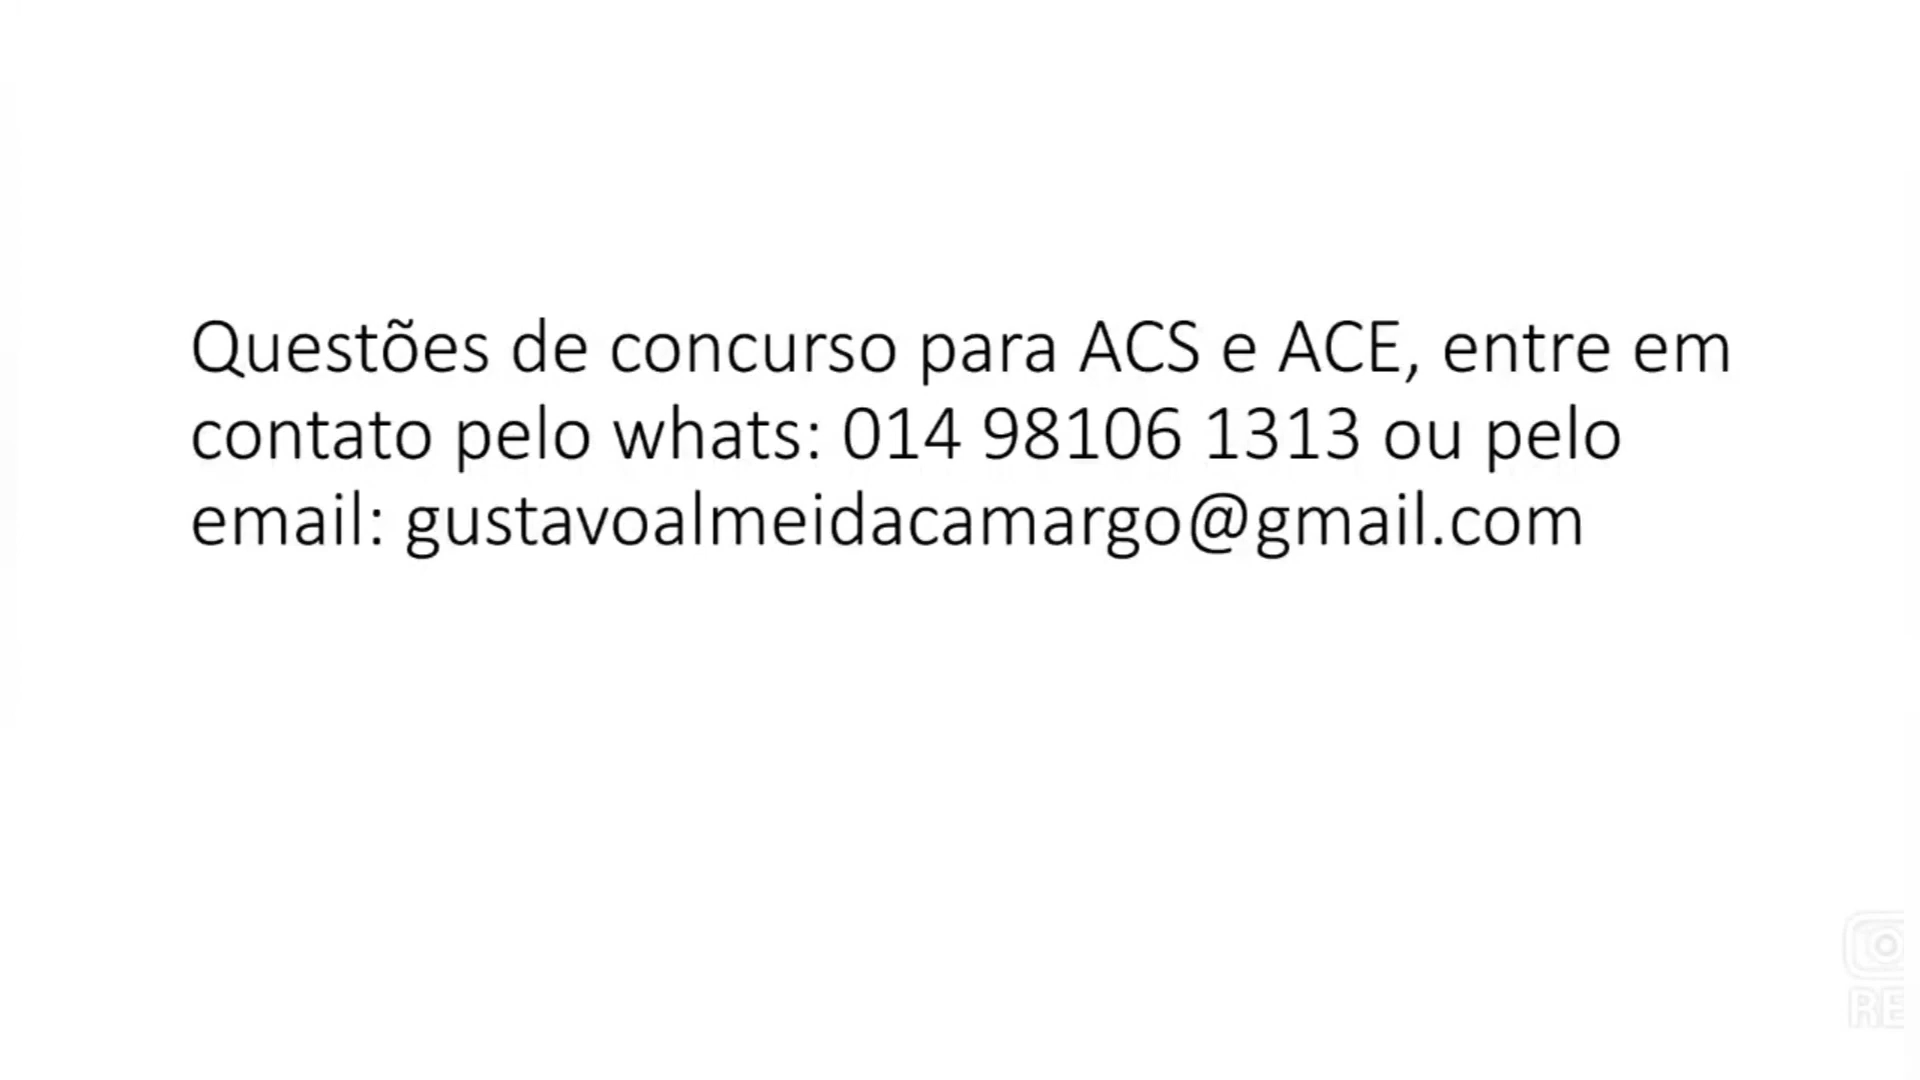 Questões de concurso para ACS e ACE, entre em
contato pelo whats: 014 98106 1313 ou pelo
email: gustavoalmeidacamargo@gmail.com
RE